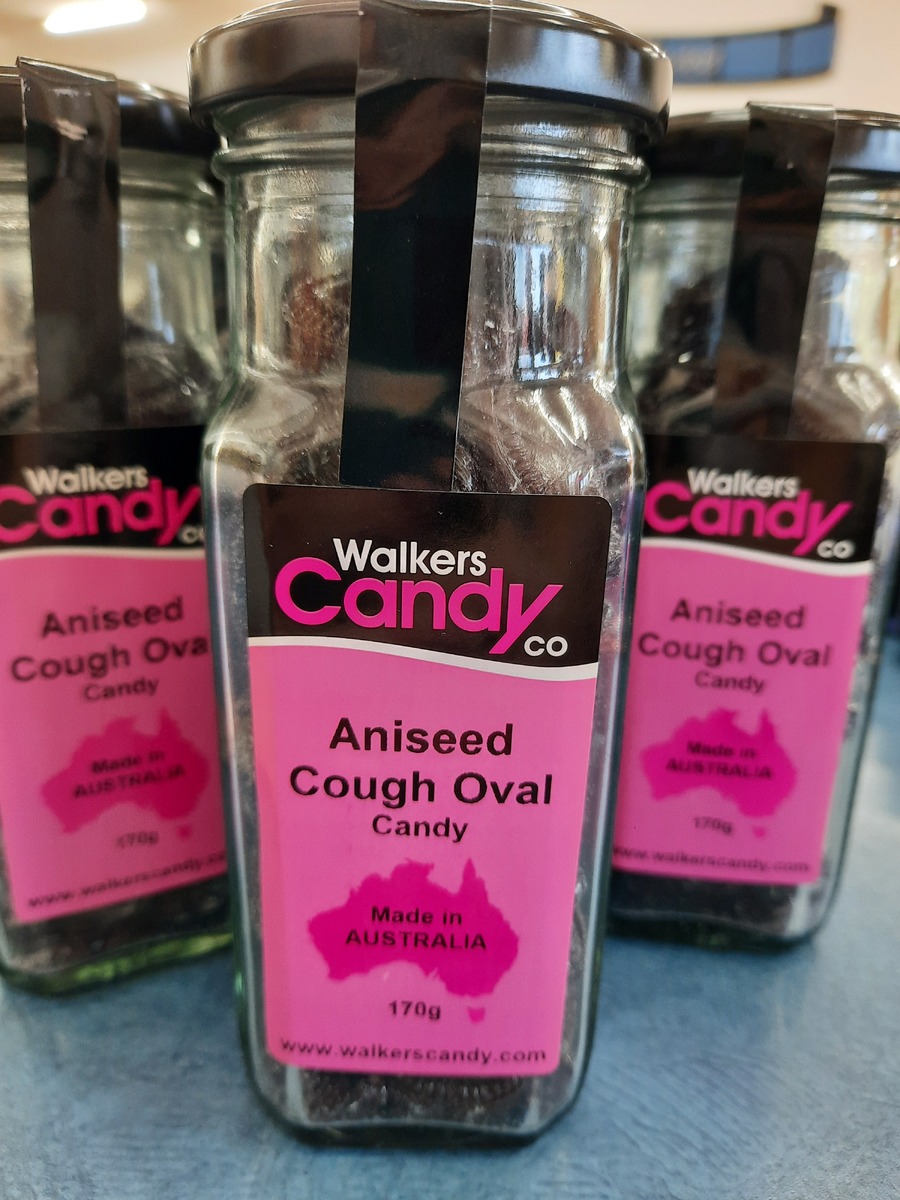 Walkers
Candy
co
Aniseed
Cough Oval
Candy
Made in
AUSTRALIA
170g
www.walkerscandy.com
Walkers
Candy
co
Aniseed
Cough Ova
Candy
Made in
AUSTRALIA
170g
www.walkerscandy.co
Walkers
Candy
co
Aniseed
Cough Oval
Candy
Made in
AUSTRALIA
170g
www.walkerscandy.com